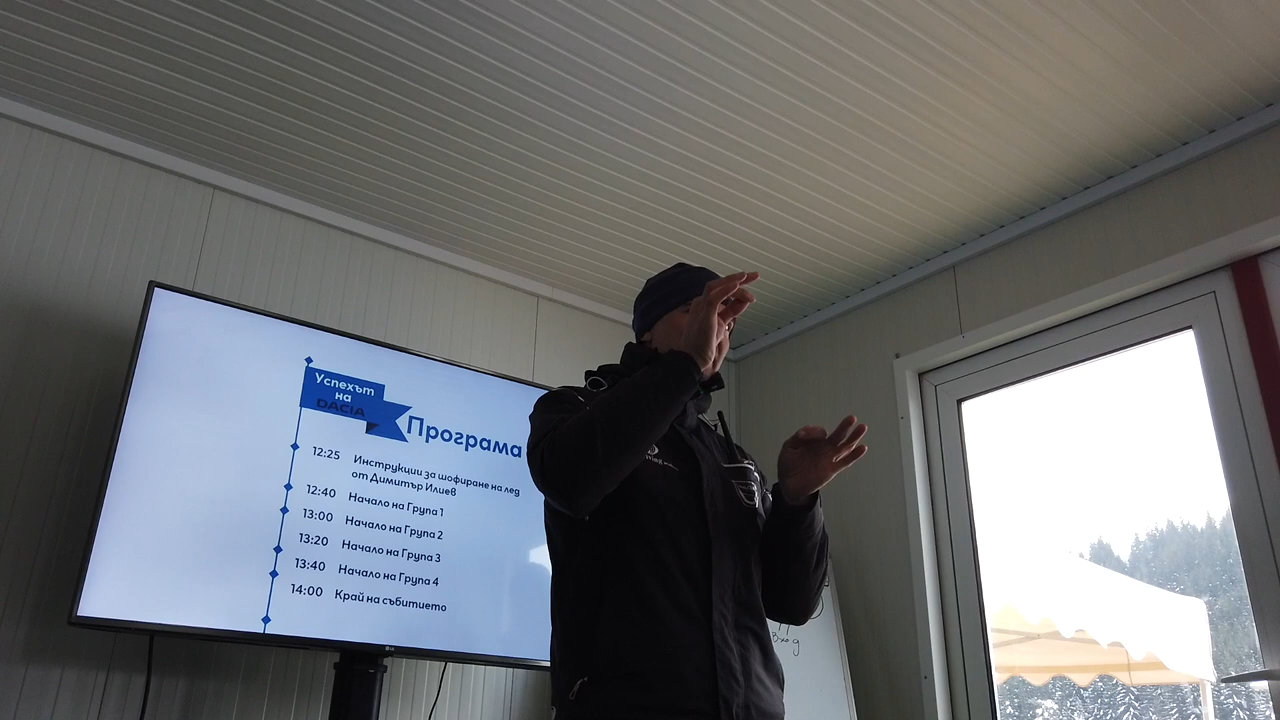 Успехът
на
DACIA
Програма
12:25 Инструкции за шофиране на лед
от Димитър Илиев
12:40 Начало на Група 1
13:00 Начало на Група 2
13:20 Начало на Група 3
13:40 Начало на Група 4
14:00 Край на събитието
LG
Вход